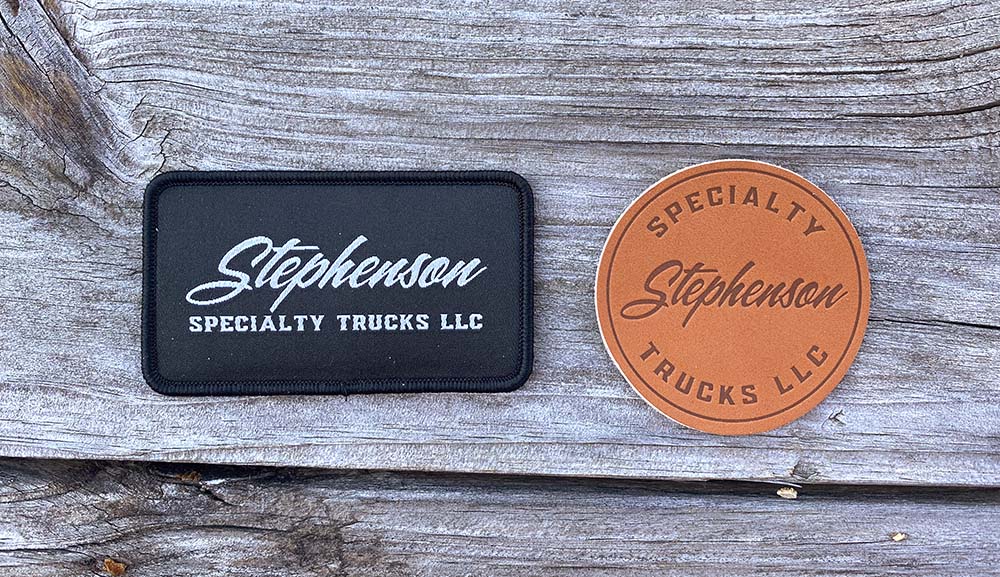 Stephenson
SPECIALTY TRUCKS LLC
SPECIALTY
Stephenson
TRUCKS LLC